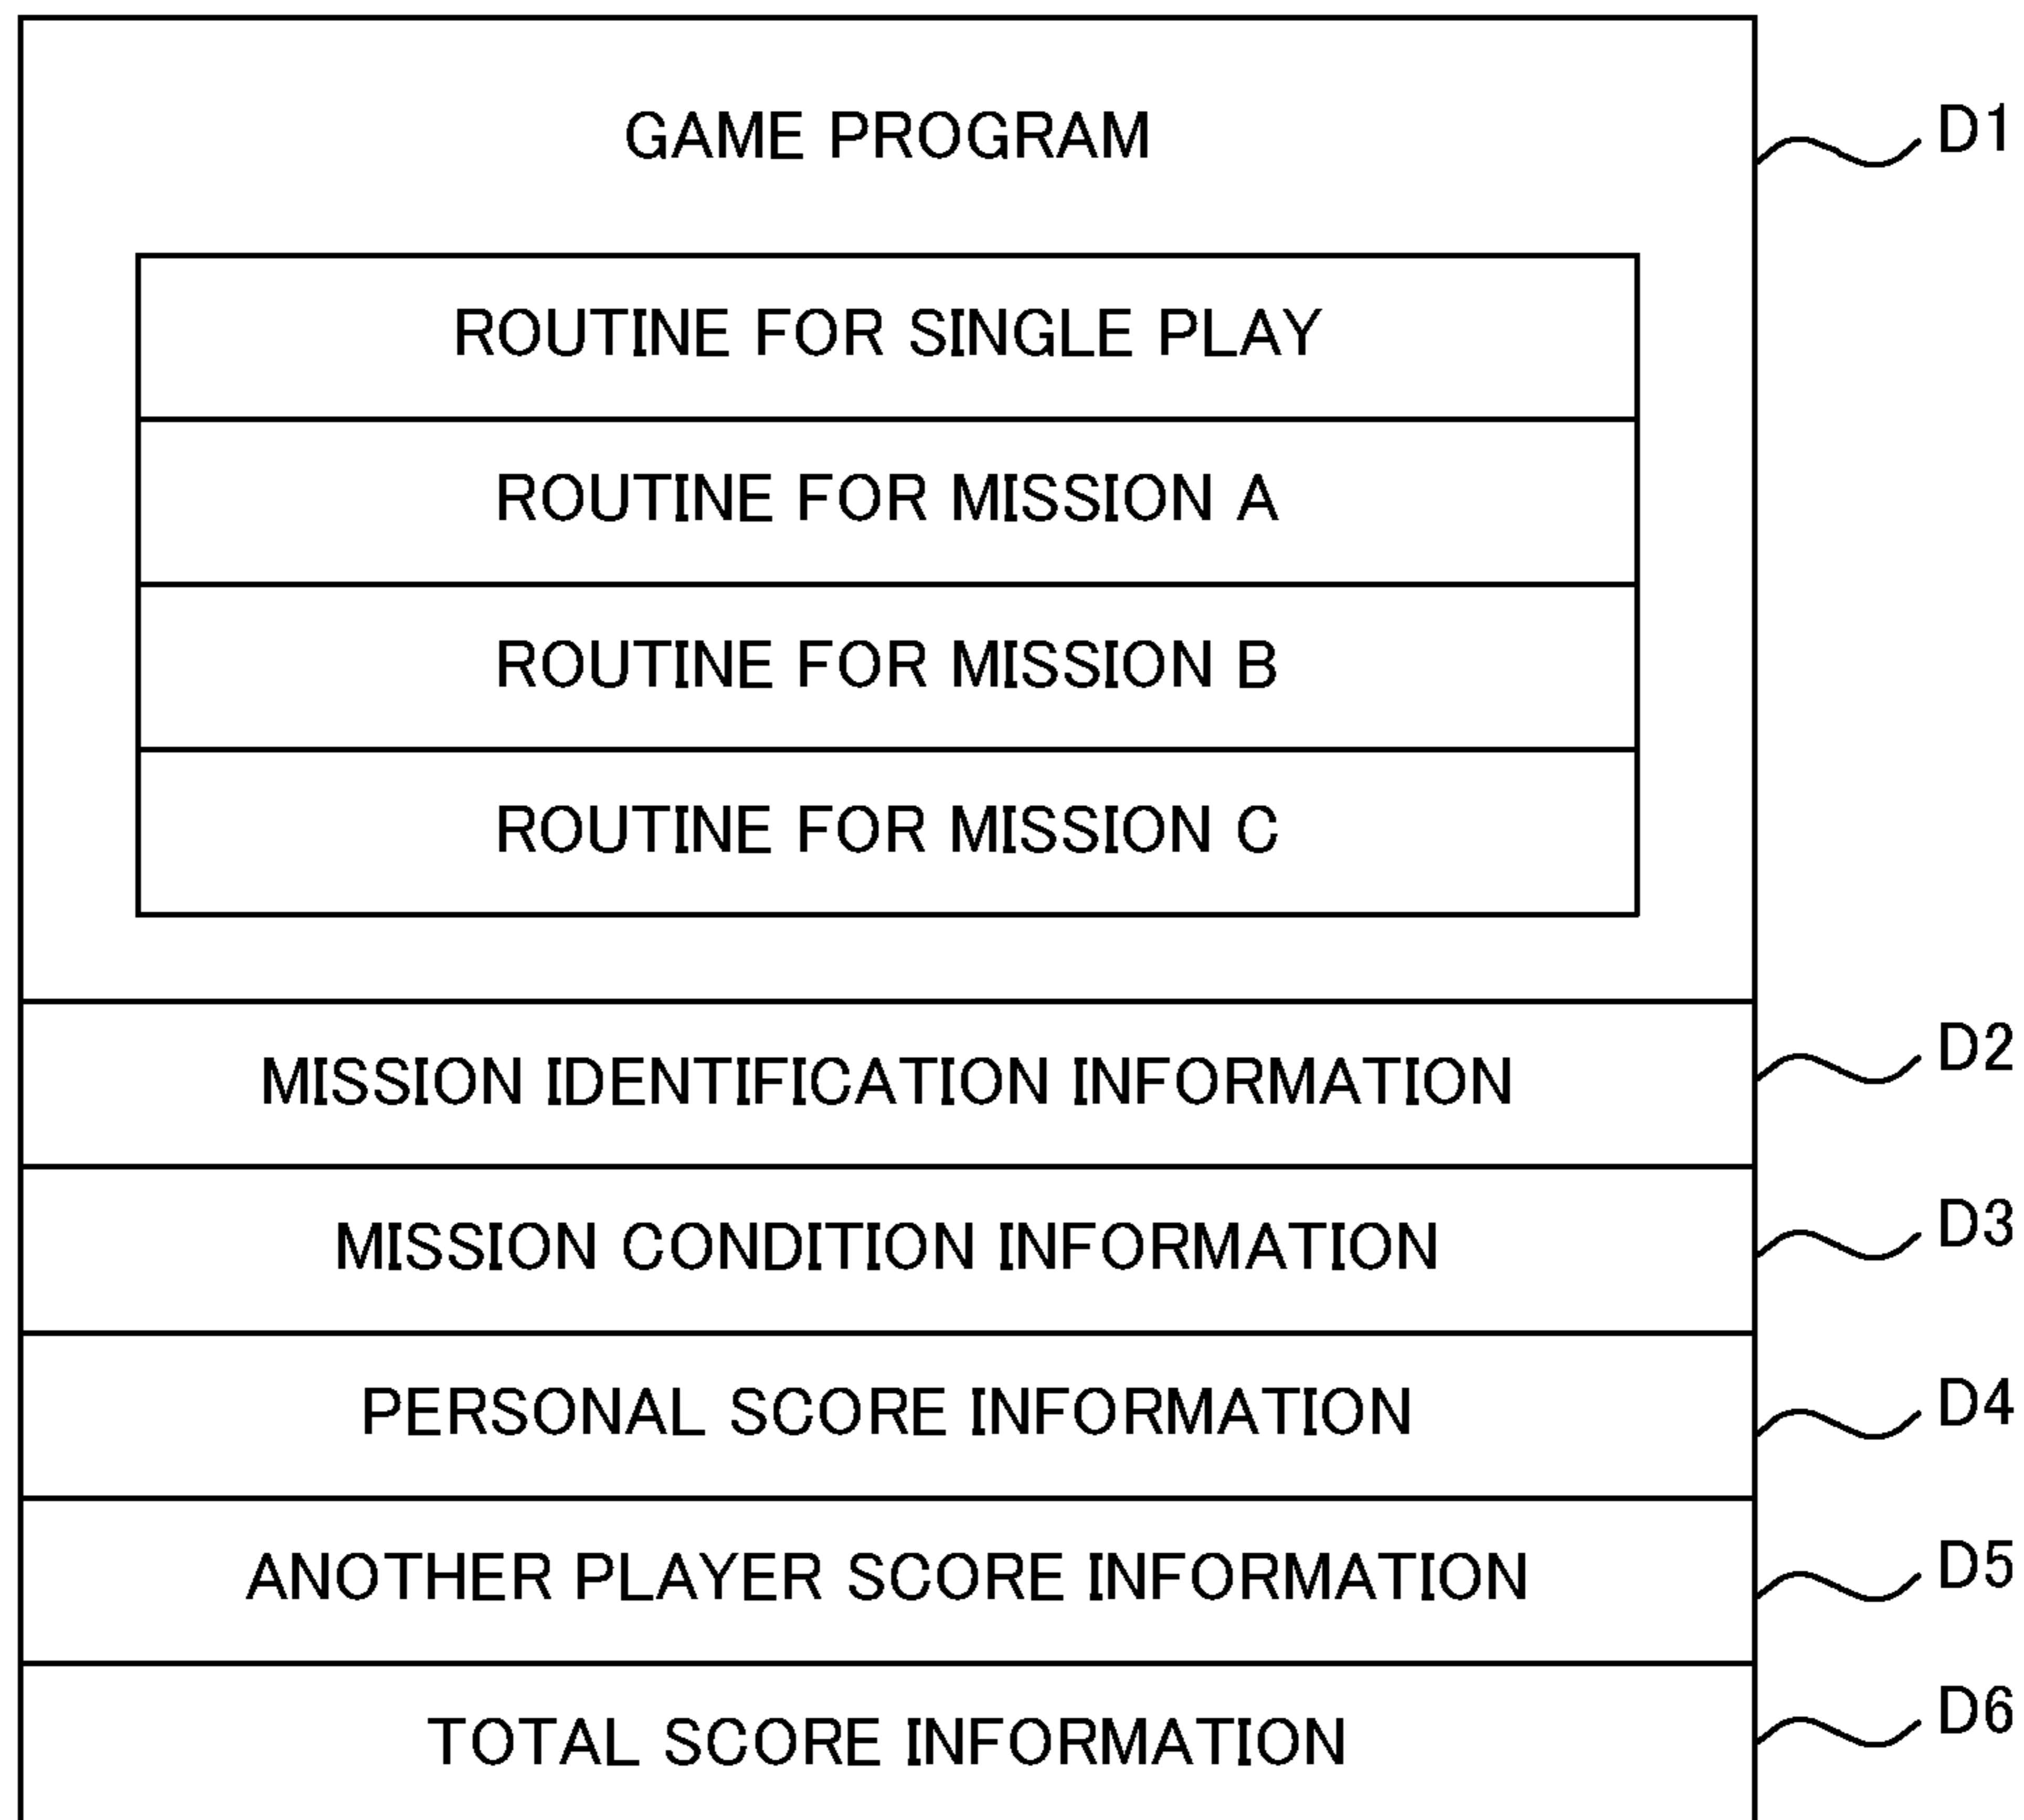 GAME PROGRAM D1
ROUTINE FOR SINGLE PLAY
ROUTINE FOR MISSION A
ROUTINE FOR MISSION B
ROUTINE FOR MISSION C
MISSION IDENTIFICATION INFORMATION D2
MISSION CONDITION INFORMATION D3
PERSONAL SCORE INFORMATION D4
ANOTHER PLAYER SCORE INFORMATION D5
TOTAL SCORE INFORMATION D6